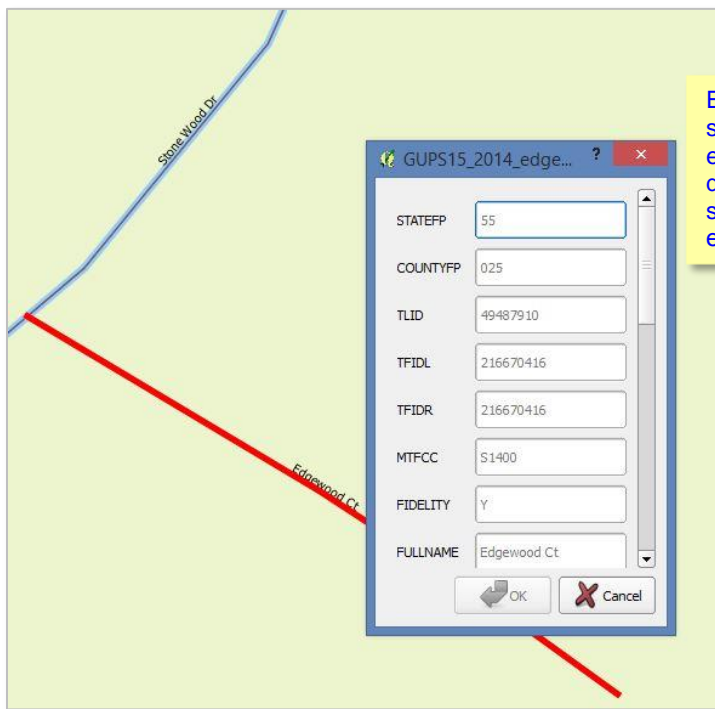 Stone Wood Dr
Edgewood Ct
GUPS15_2014_edge... ?
STATEFP 55
COUNTYFP 025
TLID 49487910
TFIDL 216670416
TFIDR 216670416
MTFCC S1400
FIDELITY Y
FULLNAME Edgewood Ct
OK Cancel